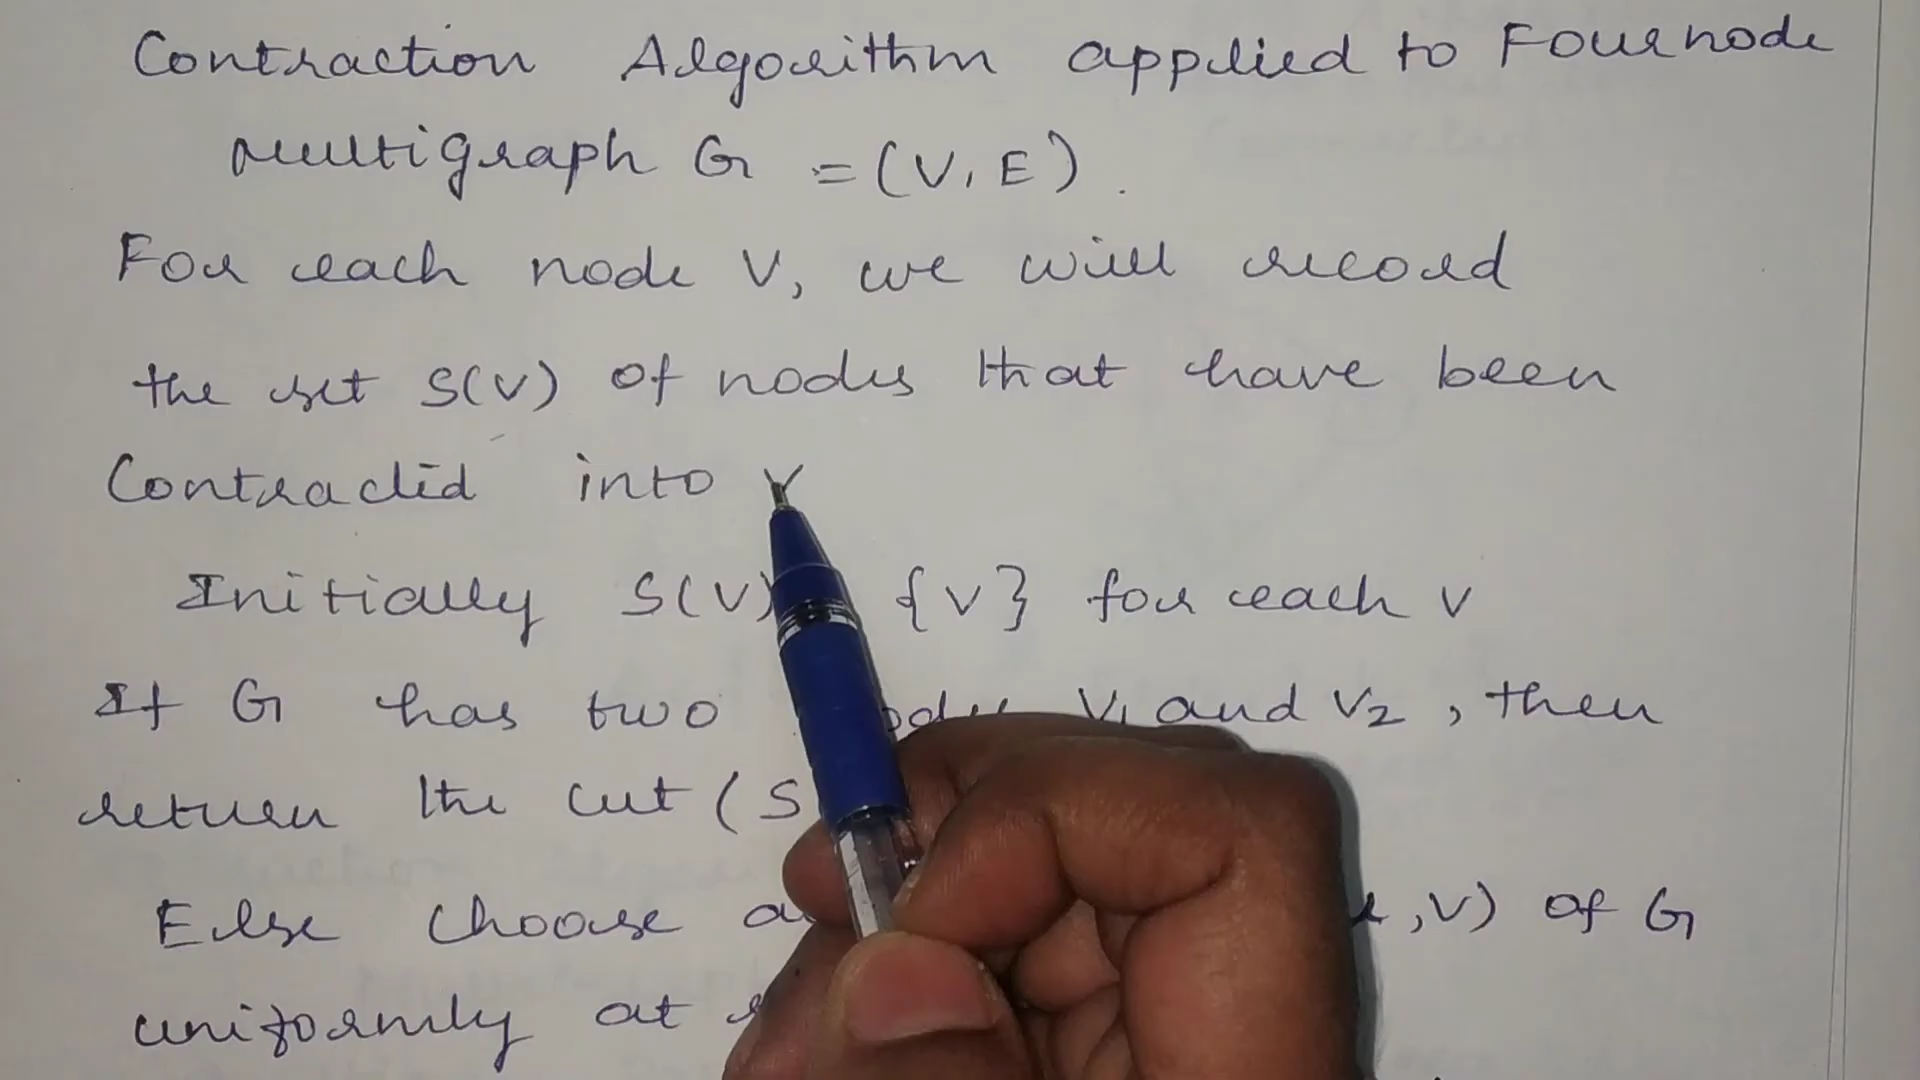 Contraction Algorithm applied to Four node
multigraph G = (V, E).
For each node V, we will record
the set S(V) of nodes that have been
Contracted into V
Initially S(V) {V} for each V
If G has two V1 and V2, then
return the cut (S
Else choose ,V) of G
uniformly at